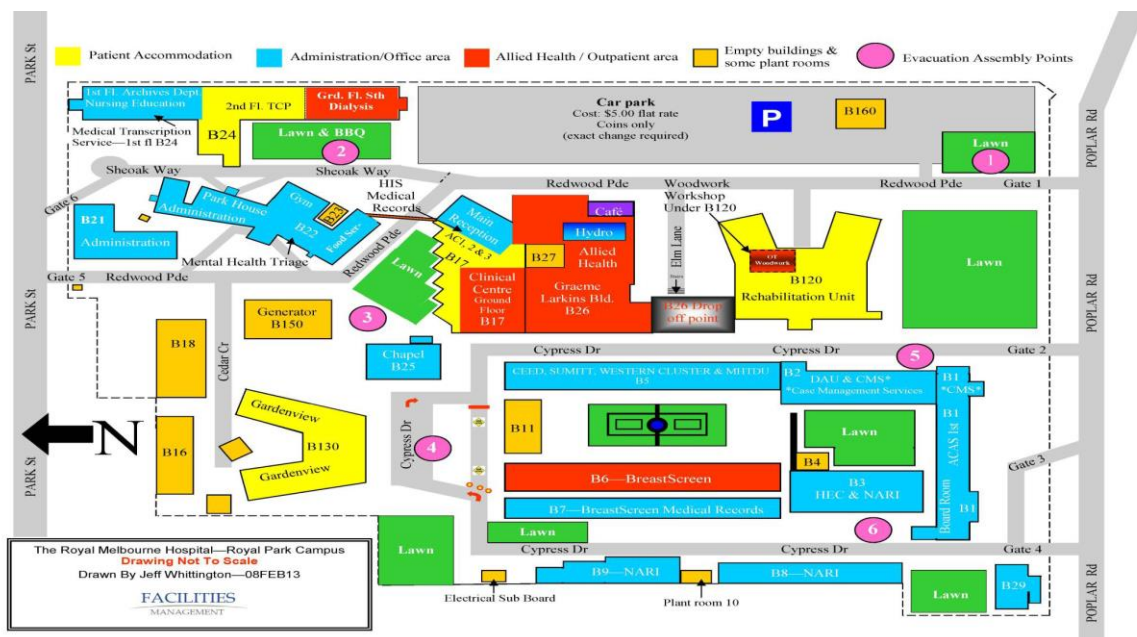 PARK St
Patient Accommodation
Administration/Office area
Allied Health / Outpatient area
Empty buildings &
some plant rooms
Evacuation Assembly Points
POPLAR Rd
1st Fl. Archives Dept.
Nursing Education
2nd Fl. TCP
Grd. Fl. Sth
Dialysis
B24
Medical Transcription
Service—1st fl B24
Lawn & BBQ
2
Car park
Cost: $5.00 flat rate
Coins only
(exact change required)
P
B160
Lawn
1
Sheoak Way
Sheoak Way
Redwood Pde
Redwood Pde
Gate 1
Gate 6
HIS
Medical
Records
Woodwork
Workshop
Under B120
B21
Administration
Park House
Administration
Gym
B23
B22
Food Ser-
Mental Health Triage
Main
Reception
AC1, 2 & 3
B17
Café
Hydro
Allied
Health
B27
Graeme
Larkins Bld.
B26
Clinical
Centre
Ground
Floor
B17
Elm Lane
B26 Drop
off point
OT
Woodwork
B120
Rehabilitation Unit
Lawn
Lawn
Redwood Pde
Gate 5
Redwood Pde
PARK St
POPLAR Rd
3
Generator
B150
B18
Cedar Cr
Chapel
B25
Cypress Dr
Cypress Dr
5
Gate 2
CEED, SUMITT, WESTERN CLUSTER & MHTDU
B5
B2
DAU & CMS*
*Case Management Services
B1
*CMS*
B1
ACAS 1st
Board Room
B1
N
B16
Gardenview
B130
Gardenview
Cypress Dr
4
B11
Lawn
B4
B6—BreastScreen
B3
HEC & NARI
B7—BreastScreen Medical Records
6
Gate 3
Lawn
Lawn
Cypress Dr
Cypress Dr
Gate 4
B9—NARI
B8—NARI
Lawn
B29
Electrical Sub Board
Plant room 10
PARK St
POPLAR Rd
The Royal Melbourne Hospital—Royal Park Campus
Drawing Not To Scale
Drawn By Jeff Whittington—08FEB13
FACILITIES
MANAGEMENT